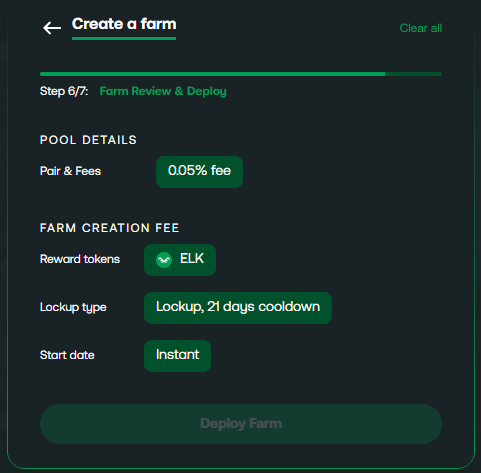 Create a farm
Clear all
Step 6/7: Farm Review & Deploy
POOL DETAILS
Pair & Fees 0.05% fee
FARM CREATION FEE
Reward tokens ELK
Lockup type Lockup, 21 days cooldown
Start date Instant
Deploy Farm